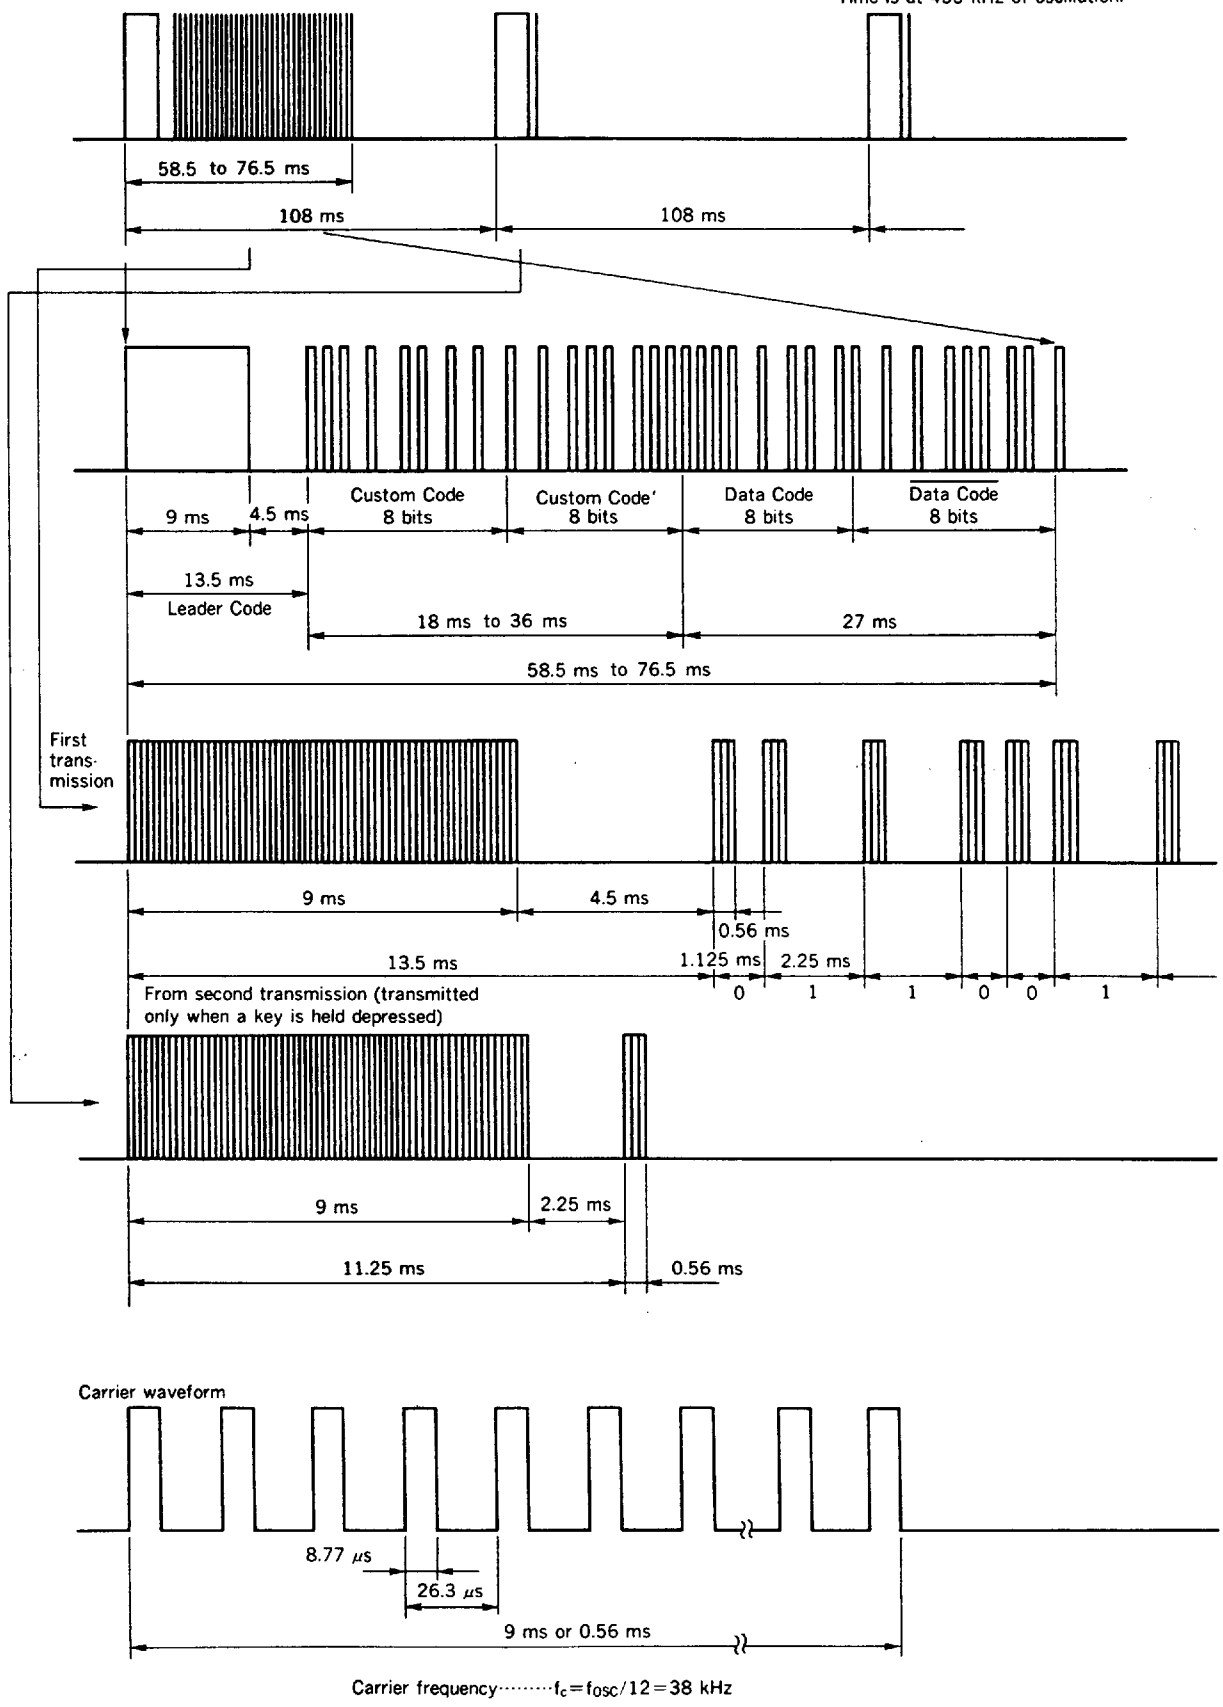 58.5 to 76.5 ms
108 ms
108 ms
Custom Code
8 bits
Custom Code'
8 bits
Data Code
8 bits
Data Code
8 bits
9 ms
4.5 ms
13.5 ms
Leader Code
18 ms to 36 ms
27 ms
58.5 ms to 76.5 ms
First
trans-
mission
9 ms
4.5 ms
0.56 ms
13.5 ms
1.125 ms
2.25 ms
0
1
1
0
0
1
From second transmission (transmitted
only when a key is held depressed)
9 ms
2.25 ms
11.25 ms
0.56 ms
Carrier waveform
8.77 μs
26.3 μs
9 ms or 0.56 ms
Carrier frequency·········fc=fOSC/12=38 kHz